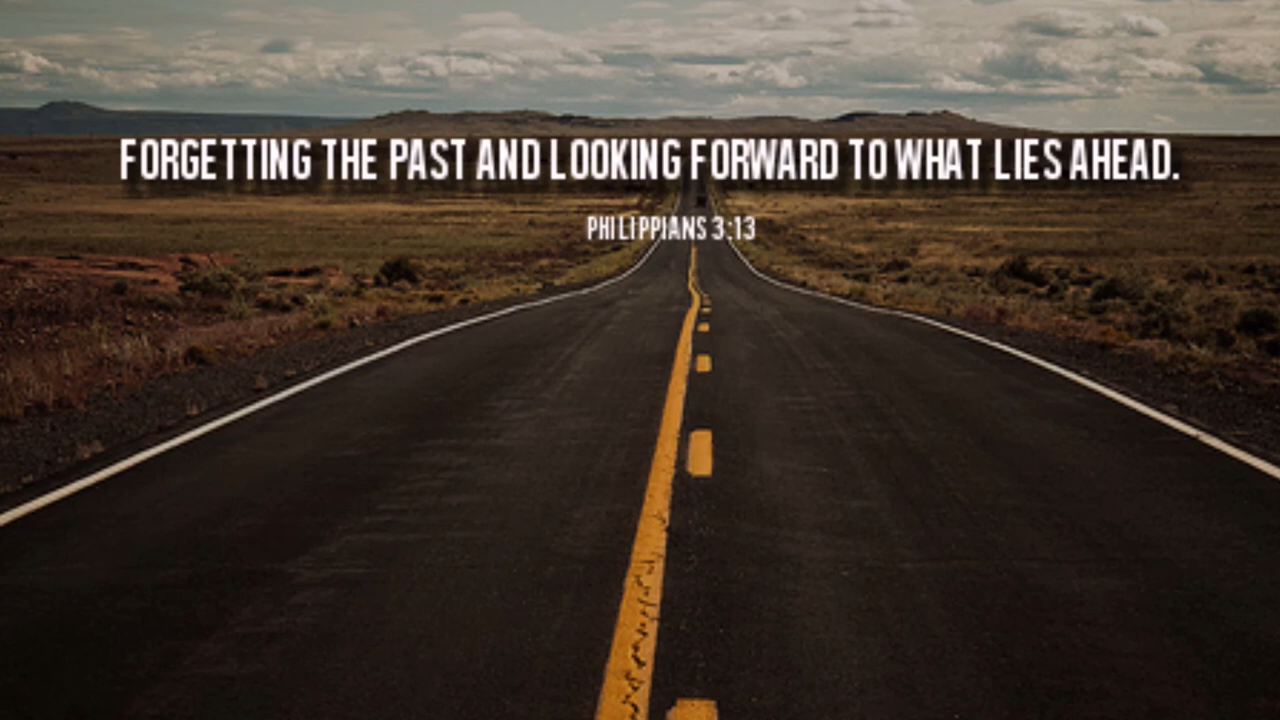 FORGETTING THE PAST AND LOOKING FORWARD TO WHAT LIES AHEAD.
PHILIPPIANS 3:13